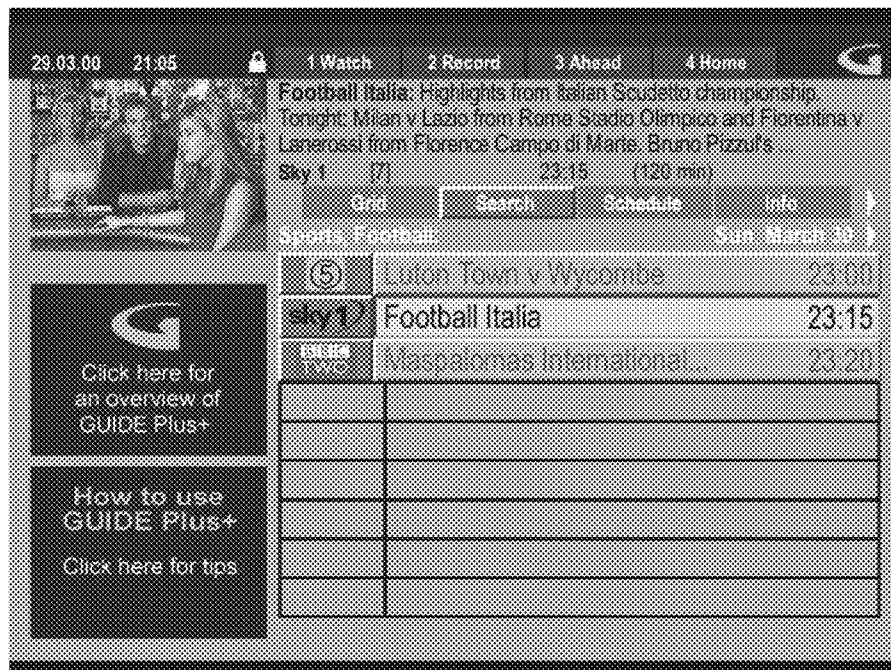 29.03.00 21:05 1 Watch 2 Record 3 Ahead 4 Home
Football Italia: Highlights from Italian Scudetto championship.
Tonight: Milan v Lazio from Rome Stadio Olimpico and Fiorentina v
Lanerossi from Florence Campo di Marte. Bruno Pizzul's ...
Sky 1 [7] 23:15 (120 min)
Grid Search Schedule Info
Sports, Football: Sun, March 30
5 Luton Town v Wycombe 23:00
sky 1 Football Italia 23:15
TWO Maspalomas International... 23:20
G
Click here for
an overview of
GUIDE Plus+
How to use
GUIDE Plus+
Click here for tips